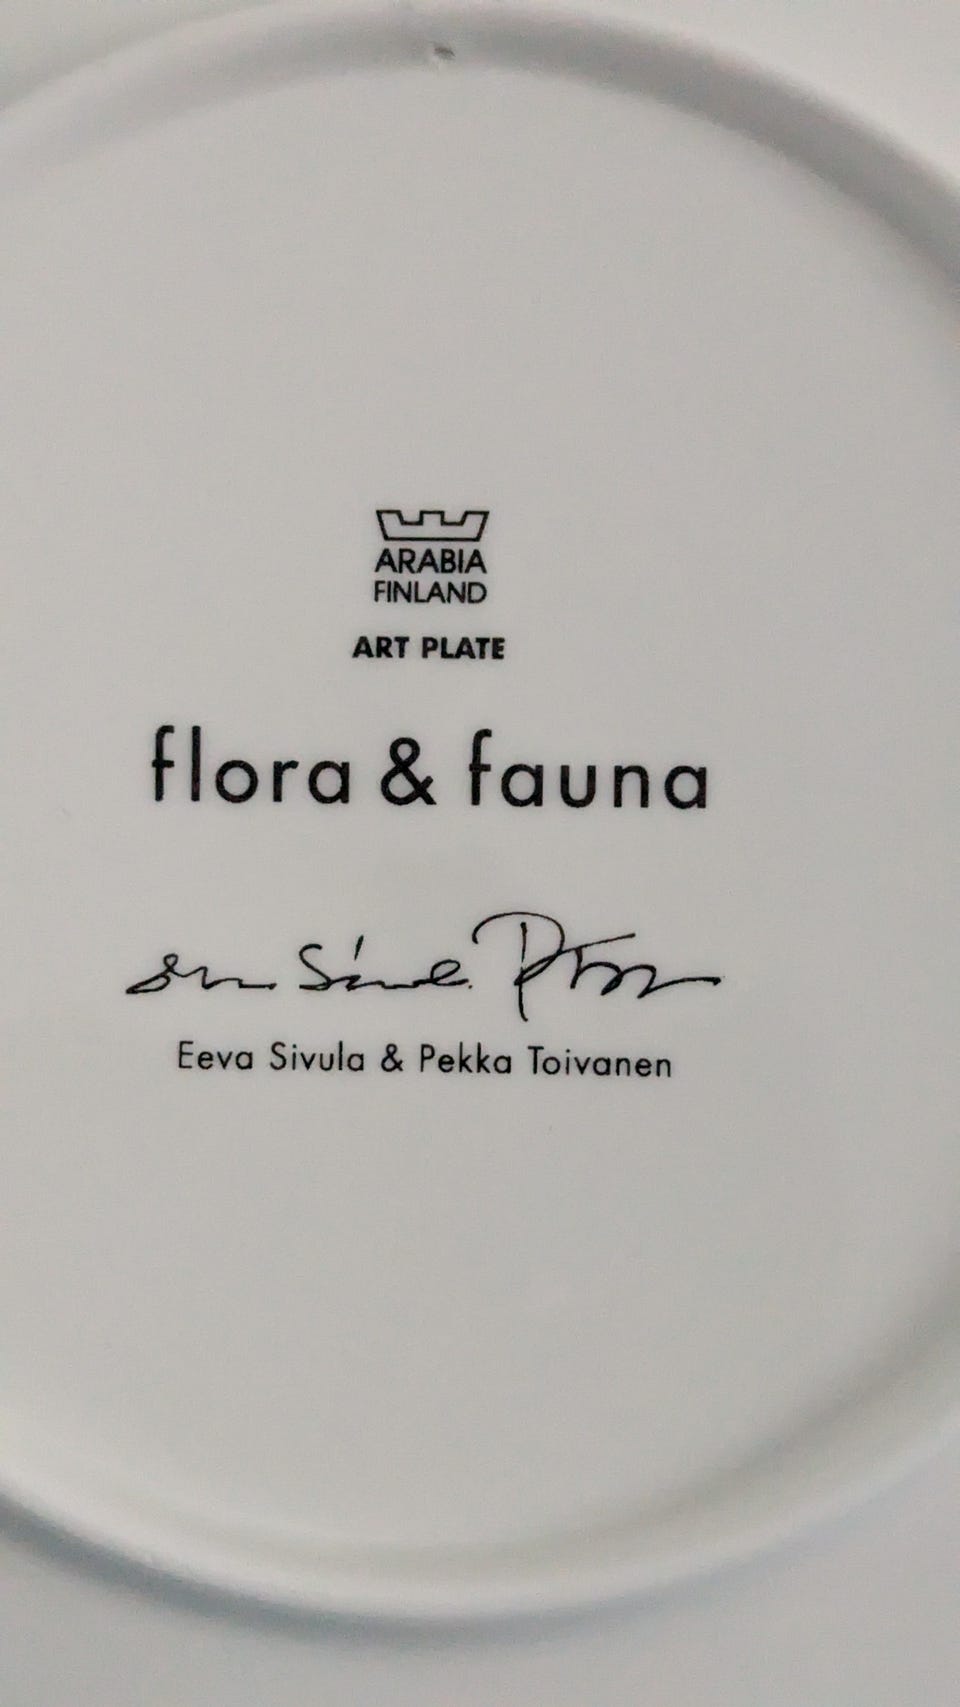 ARABIA
FINLAND
ART PLATE
flora & fauna
Eeva Sivula & Pekka Toivanen